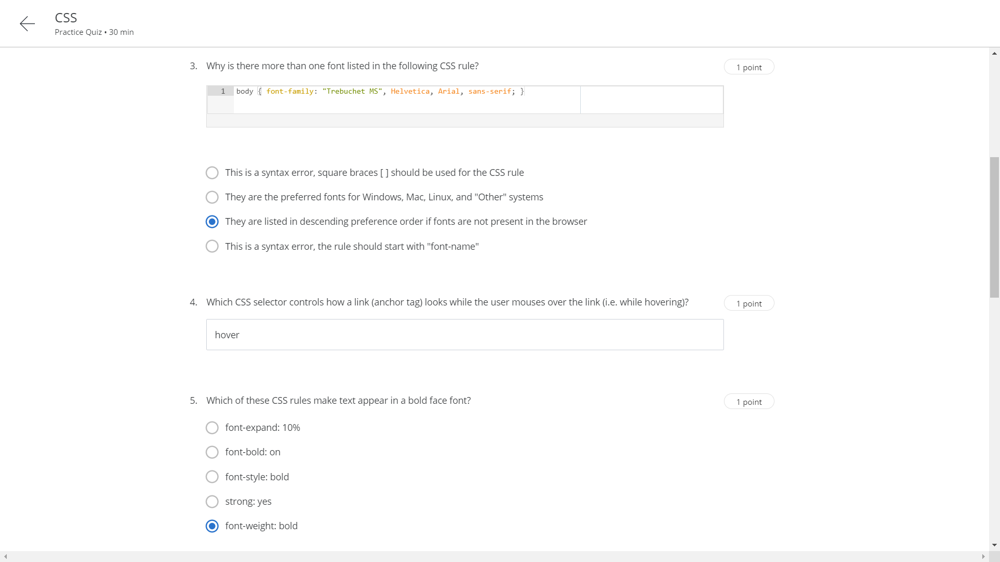 CSS
Practice Quiz • 30 min
3. Why is there more than one font listed in the following CSS rule?
1 point
1 body { font-family: "Trebuchet MS", Helvetica, Arial, sans-serif; }
This is a syntax error, square braces [ ] should be used for the CSS rule
They are the preferred fonts for Windows, Mac, Linux, and "Other" systems
They are listed in descending preference order if fonts are not present in the browser
This is a syntax error, the rule should start with "font-name"
4. Which CSS selector controls how a link (anchor tag) looks while the user mouses over the link (i.e. while hovering)?
1 point
hover
5. Which of these CSS rules make text appear in a bold face font?
1 point
font-expand: 10%
font-bold: on
font-style: bold
strong: yes
font-weight: bold